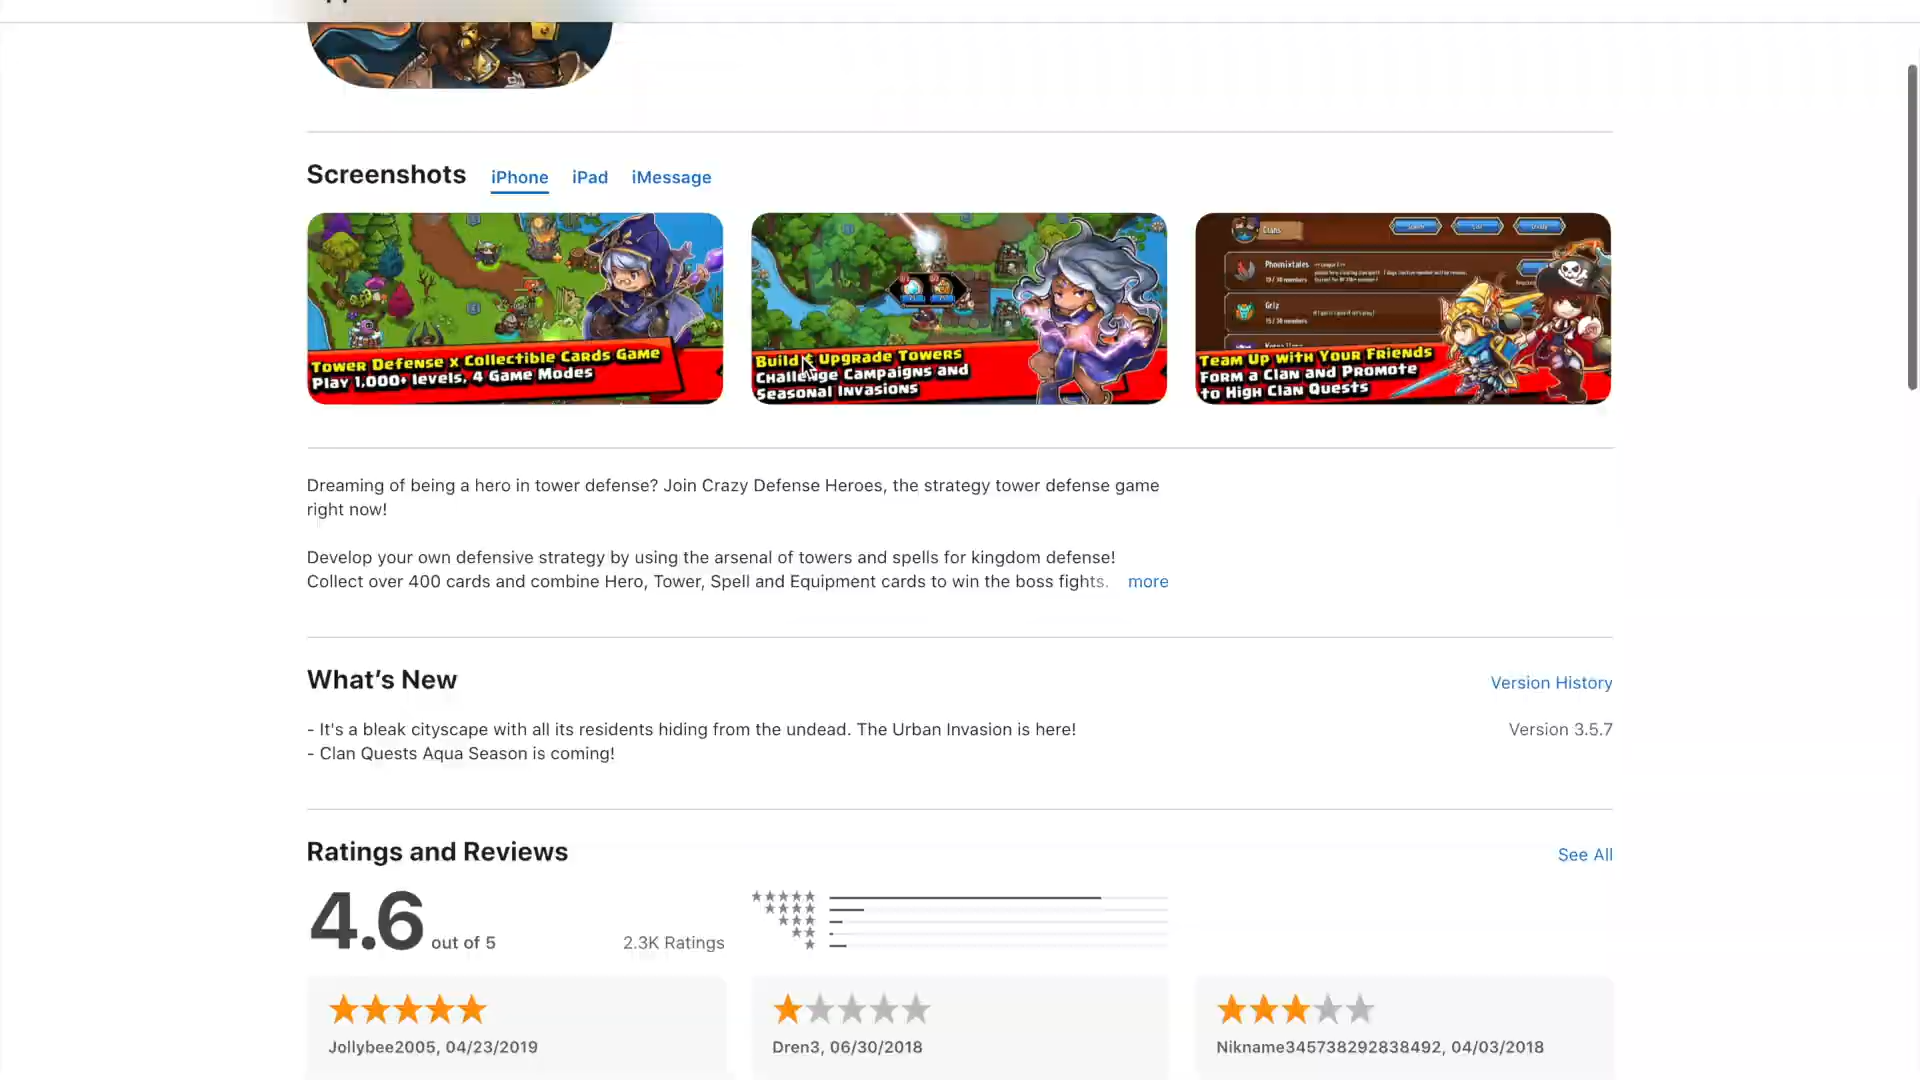 Screenshots iPhone iPad iMessage
Tower Defense x Collectible Cards Game
Play 1,000+ levels, 4 Game Modes
Build & Upgrade Towers
Challenge Campaigns and
Seasonal Invasions
Clans
Phoenixtales
Grip
Team Up with Your Friends
Form a Clan and Promote
to High Clan Quests
Dreaming of being a hero in tower defense? Join Crazy Defense Heroes, the strategy tower defense game
right now!
Develop your own defensive strategy by using the arsenal of towers and spells for kingdom defense!
Collect over 400 cards and combine Hero, Tower, Spell and Equipment cards to win the boss fights. more
What’s New
Version History
- It's a bleak cityscape with all its residents hiding from the undead. The Urban Invasion is here!
Version 3.5.7
- Clan Quests Aqua Season is coming!
Ratings and Reviews
See All
4.6 out of 5
2.3K Ratings
Jollybee2005, 04/23/2019
Dren3, 06/30/2018
Nikname345738292838492, 04/03/2018